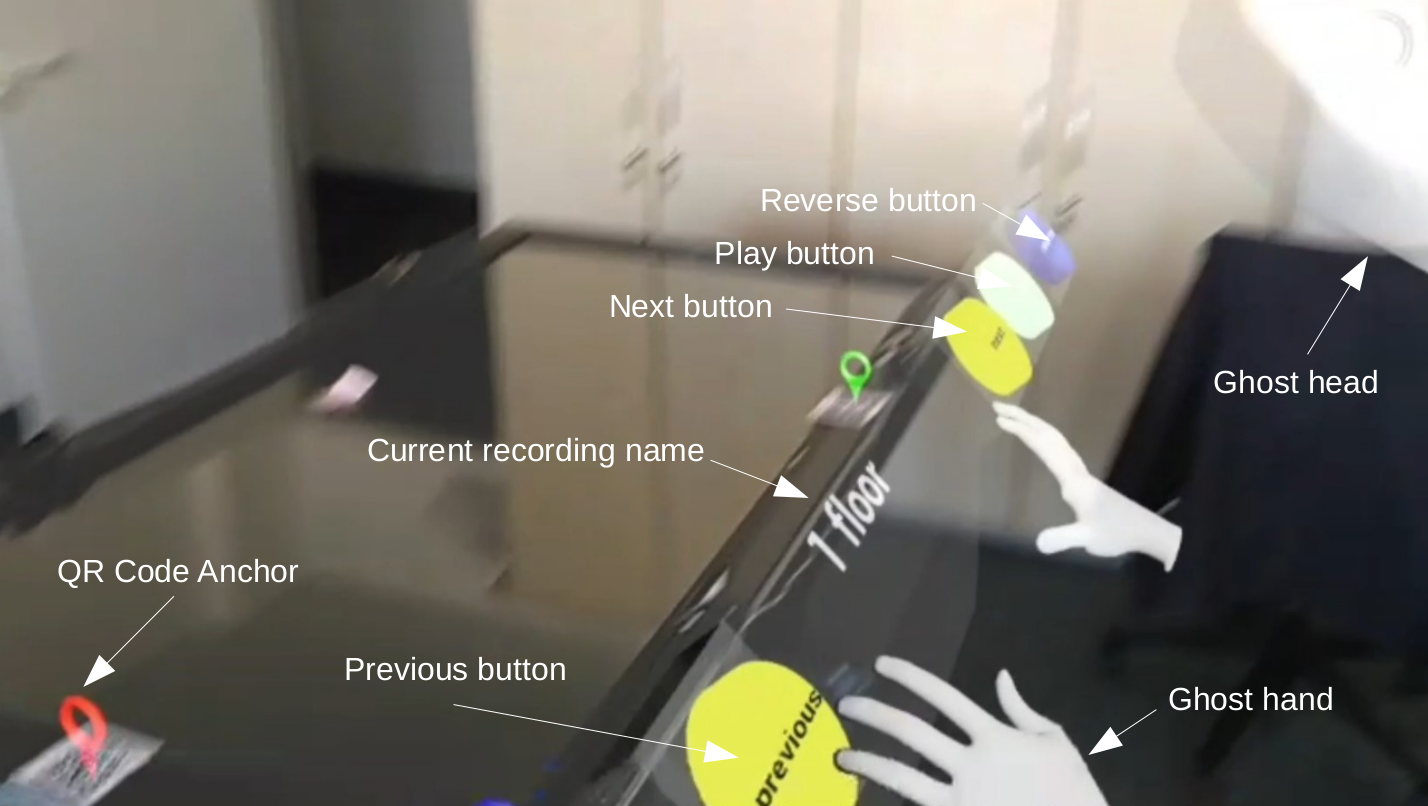 Reverse button
Play button
Next button
next
Ghost head
Current recording name
1 floor
QR Code Anchor
Previous button
Ghost hand
previous